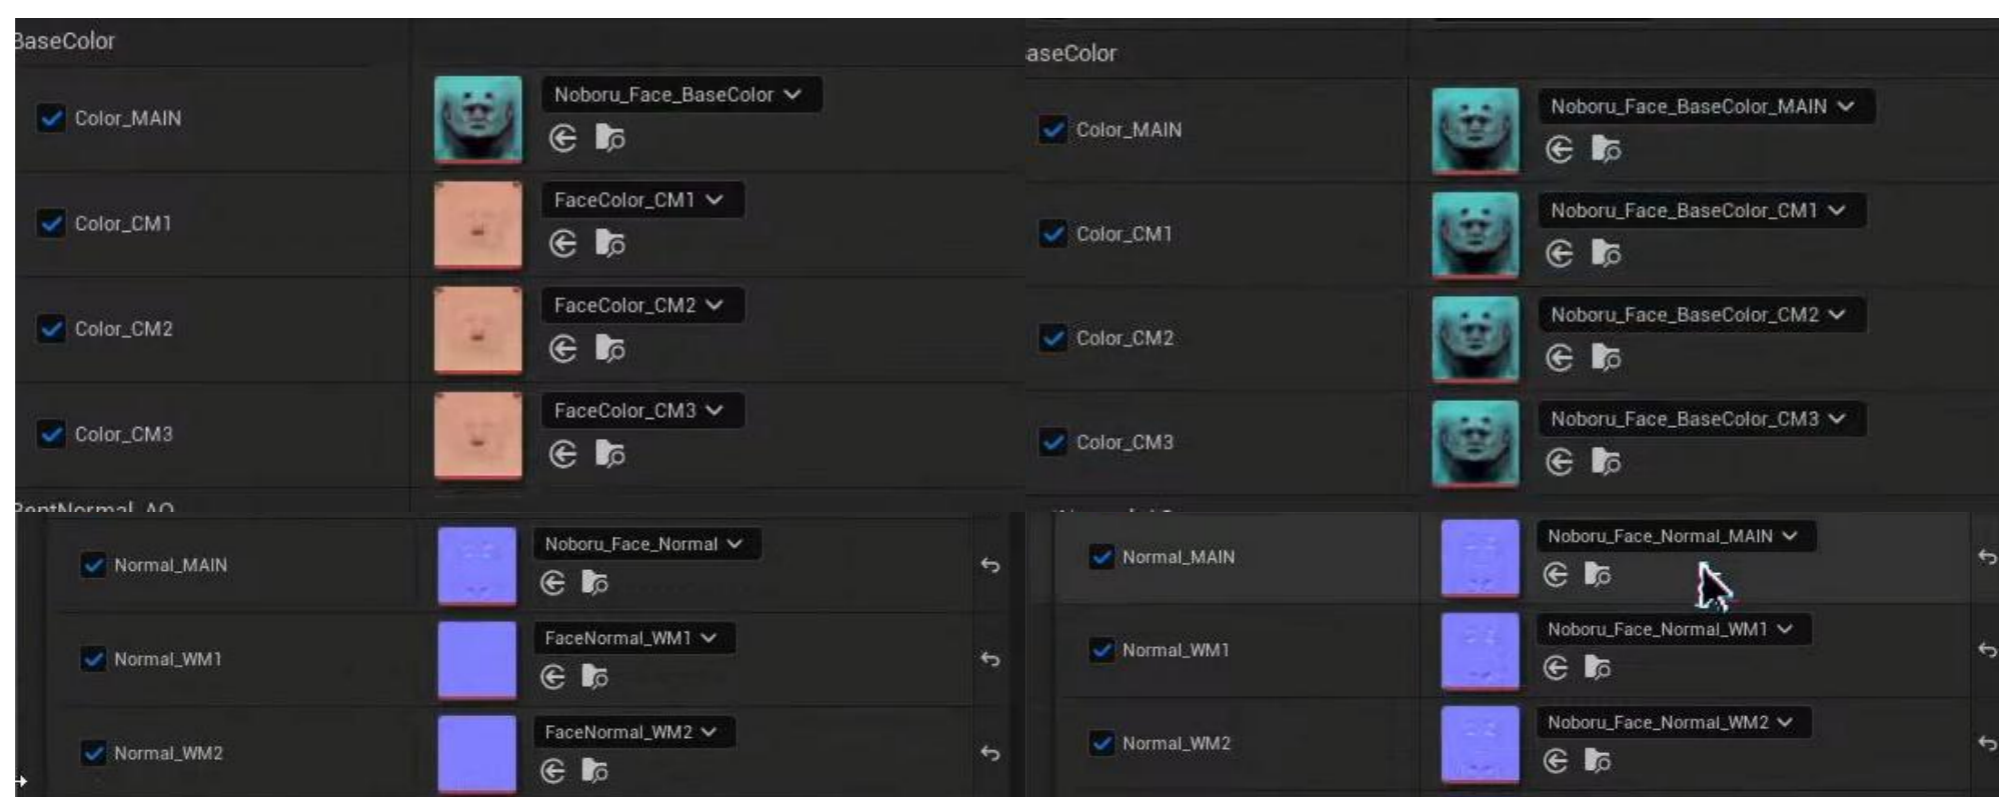 BaseColor
Color_MAIN
Noboru_Face_BaseColor
Color_CM1
FaceColor_CM1
Color_CM2
FaceColor_CM2
Color_CM3
FaceColor_CM3
BentNormal_AO
aseColor
Color_MAIN
Noboru_Face_BaseColor_MAIN
Color_CM1
Noboru_Face_BaseColor_CM1
Color_CM2
Noboru_Face_BaseColor_CM2
Color_CM3
Noboru_Face_BaseColor_CM3
Normal_MAIN
Noboru_Face_Normal
Normal_WM1
FaceNormal_WM1
Normal_WM2
FaceNormal_WM2
Normal_MAIN
Noboru_Face_Normal_MAIN
Normal_WM1
Noboru_Face_Normal_WM1
Normal_WM2
Noboru_Face_Normal_WM2